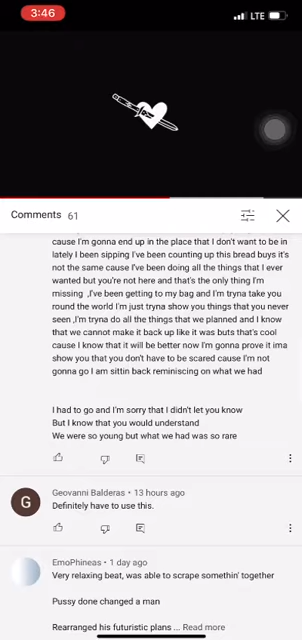 3:46
LTE
Comments 61
cause I'm gonna end up in the place that I don't want to be in
lately I been sipping I've been counting up this bread buys it's
not the same cause I've been doing all the things that I ever
wanted but you're not here and that's the only thing I'm
missing ,I've been getting to my bag and I'm tryna take you
round the world I'm just tryna show you things that you never
seen ,I'm tryna do all the things that we planned and I know
that we cannot make it back up like it was buts that's cool
cause I know that it will be better now I'm gonna prove it ima
show you that you don't have to be scared cause I'm not
gonna go I am sittin back reminiscing on what we had
I had to go and I'm sorry that I didn't let you know
But I know that you would understand
We were so young but what we had was so rare
G
Geovanni Balderas • 13 hours ago
Definitely have to use this.
EmoPhineas • 1 day ago
Very relaxing beat, was able to scrape somethin' together
Pussy done changed a man
Rearranged his futuristic plans ... Read more